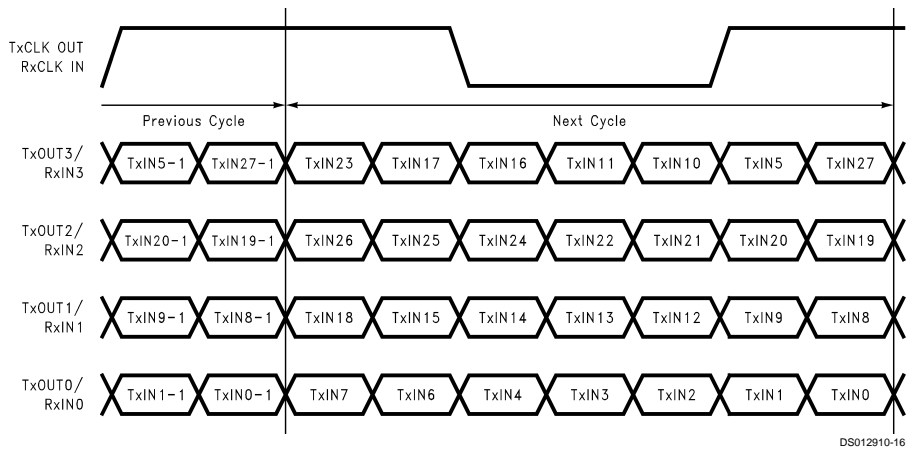 TxCLK OUT
RxCLK IN
Previous Cycle Next Cycle
TxOUT3/
RxIN3
TxIN5-1 TxIN27-1 TxIN23 TxIN17 TxIN16 TxIN11 TxIN10 TxIN5 TxIN27
TxOUT2/
RxIN2
TxIN20-1 TxIN19-1 TxIN26 TxIN25 TxIN24 TxIN22 TxIN21 TxIN20 TxIN19
TxOUT1/
RxIN1
TxIN9-1 TxIN8-1 TxIN18 TxIN15 TxIN14 TxIN13 TxIN12 TxIN9 TxIN8
TxOUT0/
RxIN0
TxIN1-1 TxIN0-1 TxIN7 TxIN6 TxIN4 TxIN3 TxIN2 TxIN1 TxIN0
DS012910-16